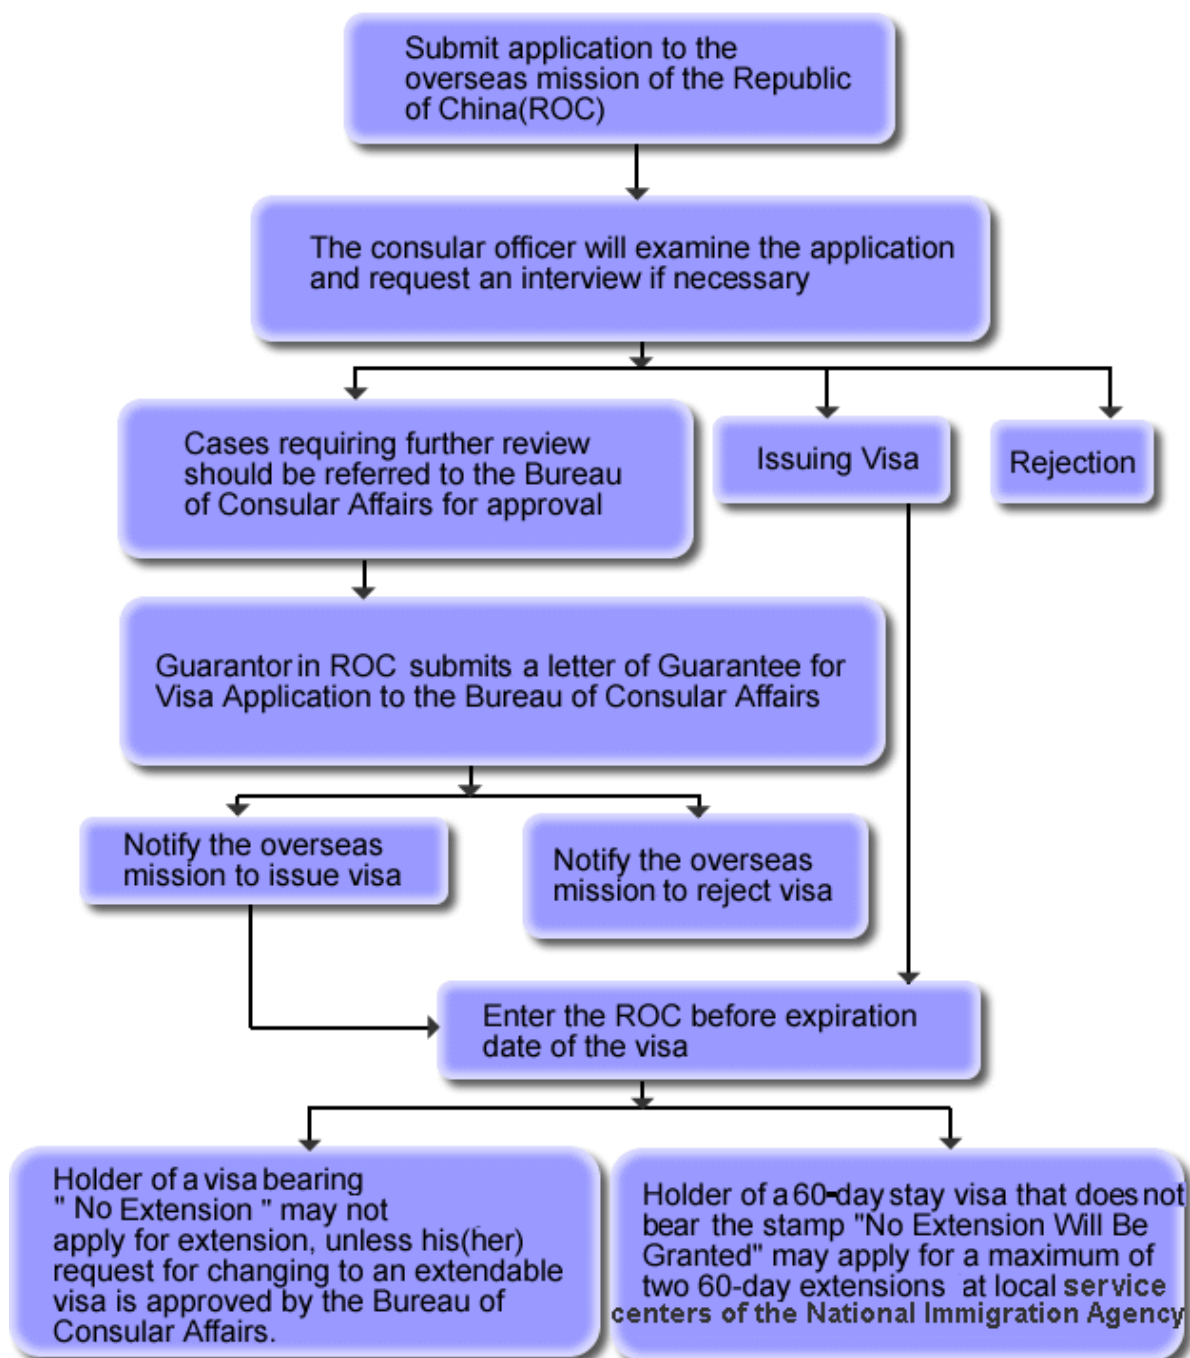 Submit application to the
overseas mission of the Republic
of China(ROC)
The consular officer will examine the application
and request an interview if necessary
Cases requiring further review
should be referred to the Bureau
of Consular Affairs for approval
Issuing Visa
Rejection
Guarantor in ROC submits a letter of Guarantee for
Visa Application to the Bureau of Consular Affairs
Notify the overseas
mission to issue visa
Notify the overseas
mission to reject visa
Enter the ROC before expiration
date of the visa
Holder of a visa bearing
" No Extension " may not
apply for extension, unless his(her)
request for changing to an extendable
visa is approved by the Bureau of
Consular Affairs.
Holder of a 60-day stay visa that does not
bear the stamp "No Extension Will Be
Granted" may apply for a maximum of
two 60-day extensions at local service
centers of the National Immigration Agency